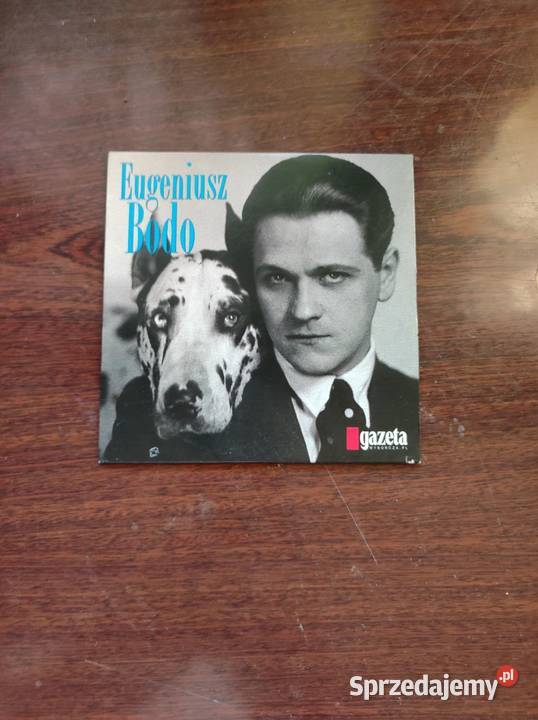 Eugeniusz
Bodo
gazeta
WYBORCZA.PL
Sprzedajemy.pl